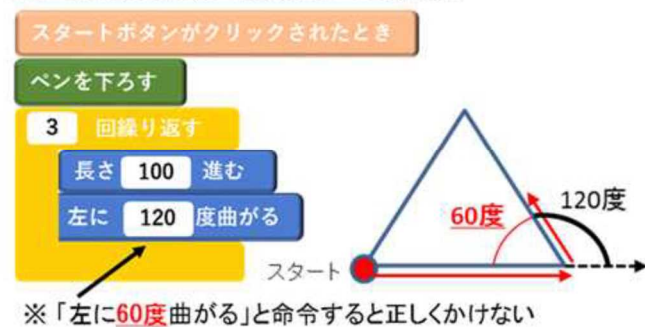 スタートボタンがクリックされたとき
ペンを下ろす
3 回繰り返す
長さ 100 進む
左に 120 度曲がる
60度
120度
スタート
※「左に60度曲がる」と命令すると正しくかけない